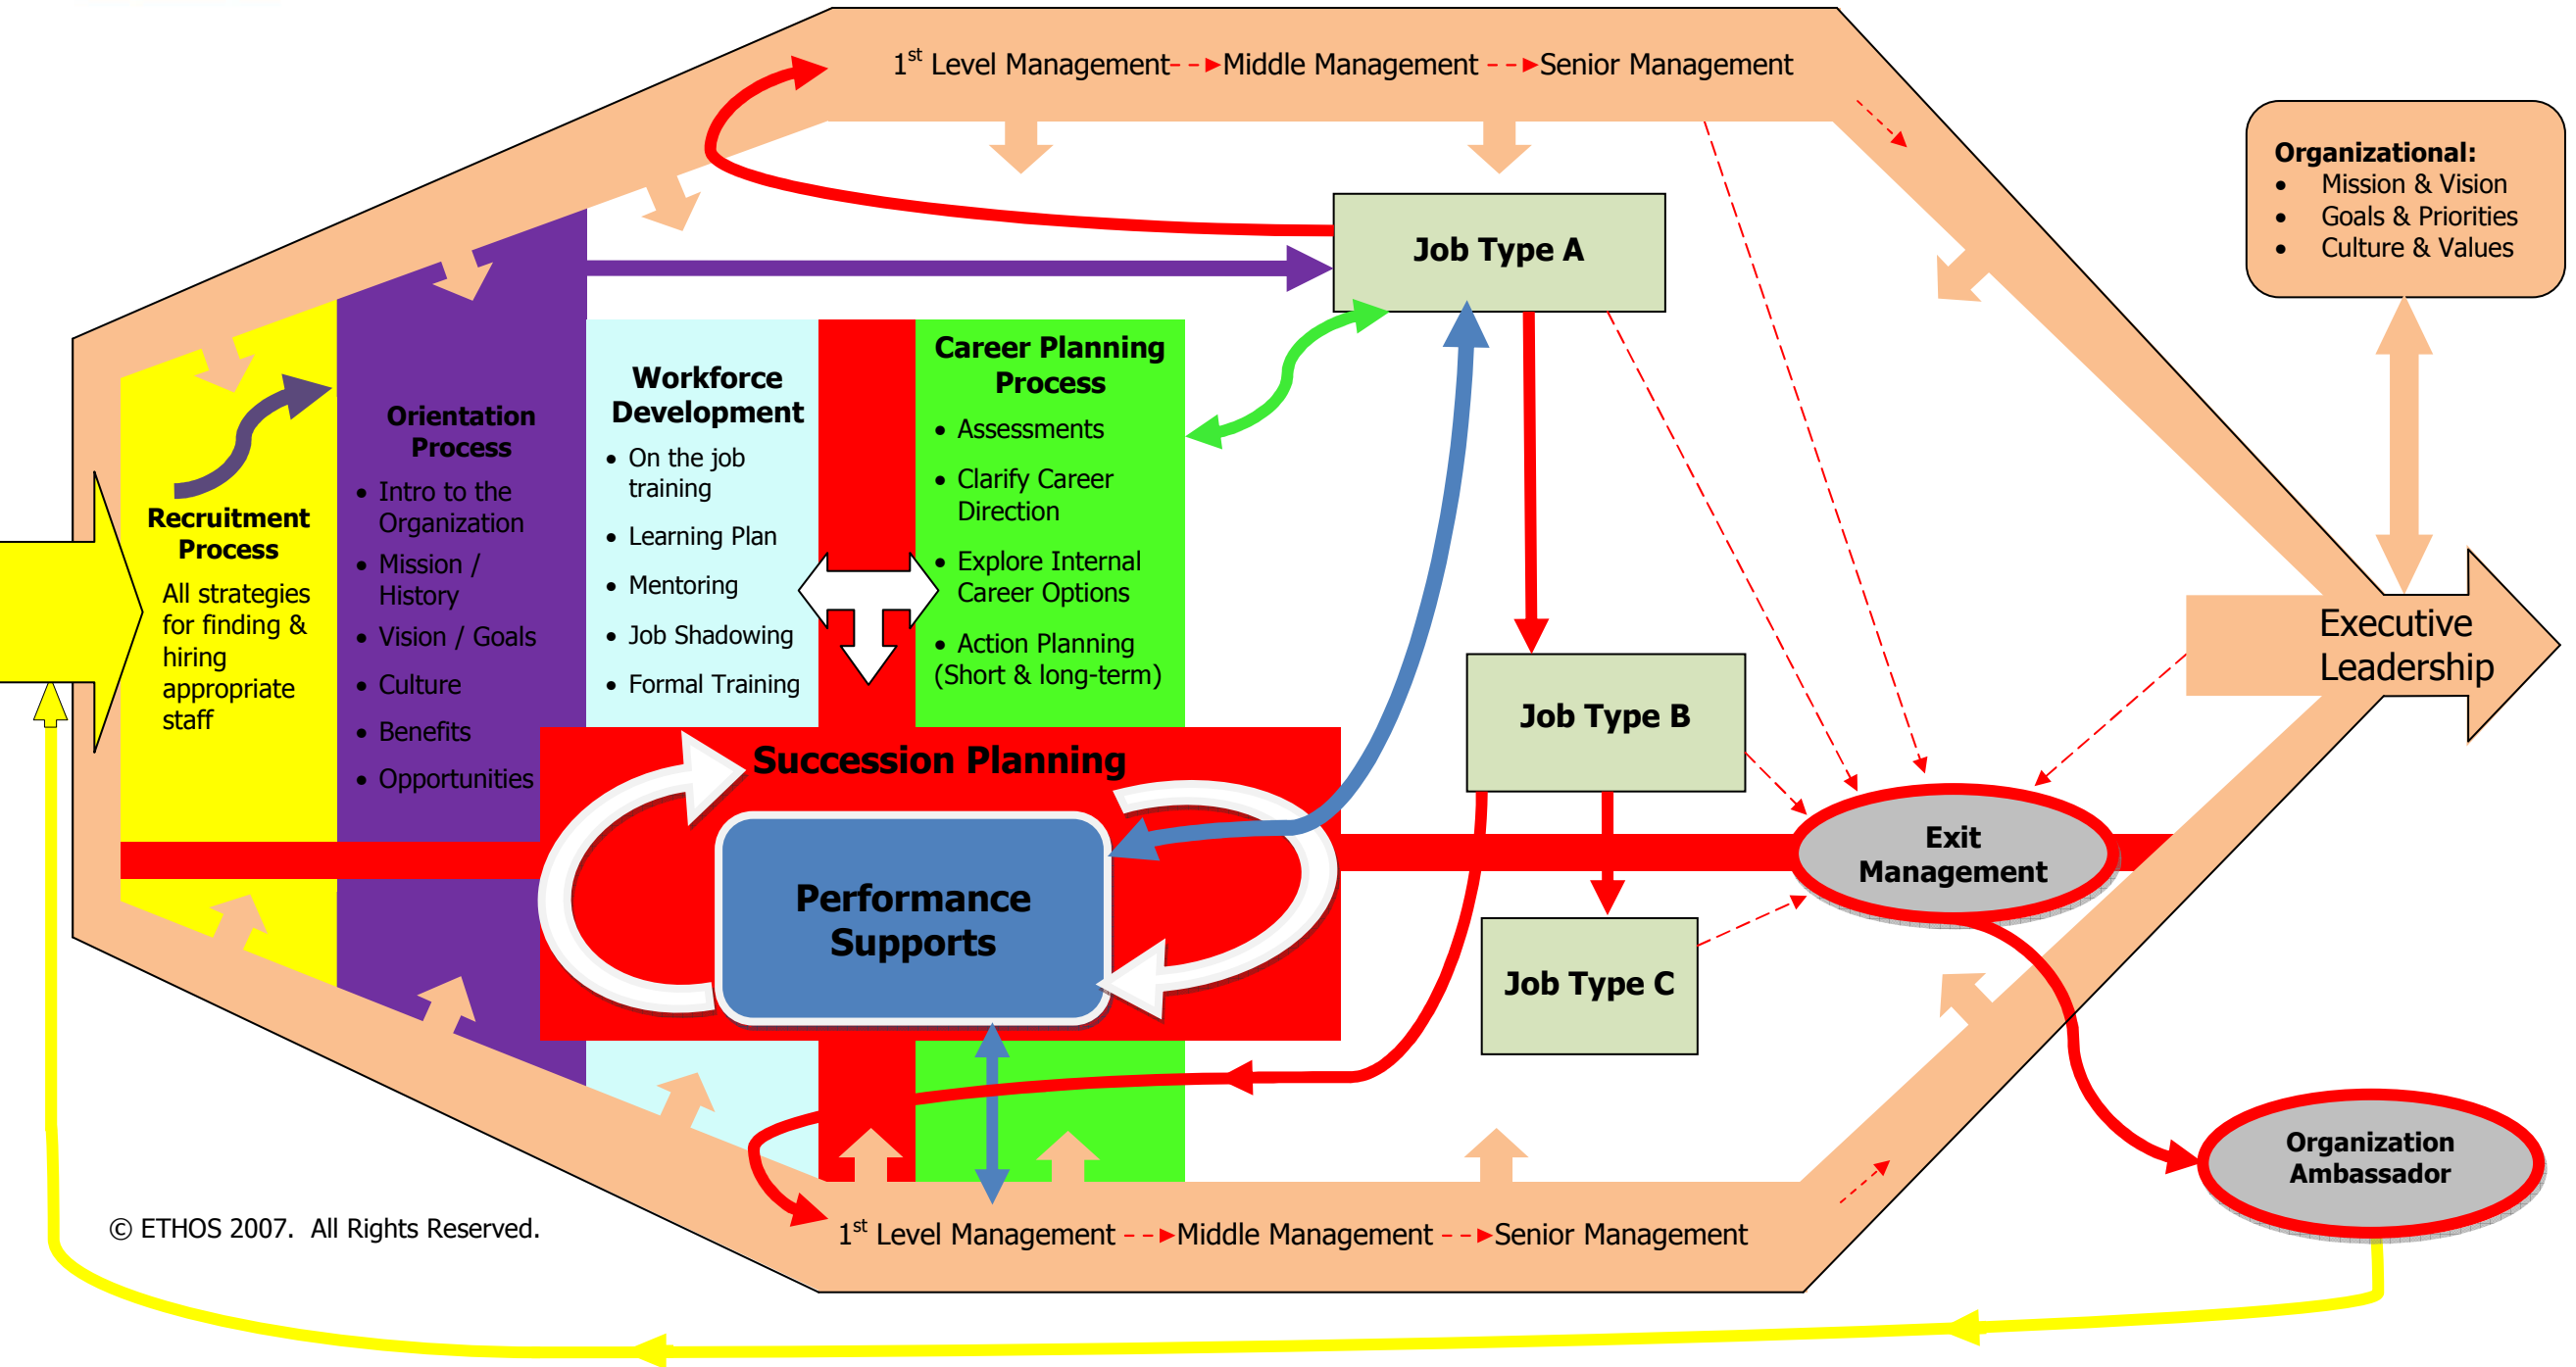 1st Level Management Middle Management Senior Management
Organizational:
• Mission & Vision
• Goals & Priorities
• Culture & Values
Job Type A
Career Planning
Process
• Assessments
• Clarify Career
Direction
• Explore Internal
Career Options
• Action Planning
(Short & long-term)
Workforce
Development
• On the job
training
• Learning Plan
• Mentoring
• Job Shadowing
• Formal Training
Orientation
Process
• Intro to the
Organization
• Mission /
History
• Vision / Goals
• Culture
• Benefits
• Opportunities
Recruitment
Process
All strategies
for finding &
hiring
appropriate
staff
Executive
Leadership
Job Type B
Succession Planning
Performance
Supports
Exit
Management
Job Type C
Organization
Ambassador
© ETHOS 2007. All Rights Reserved.
1st Level Management Middle Management Senior Management